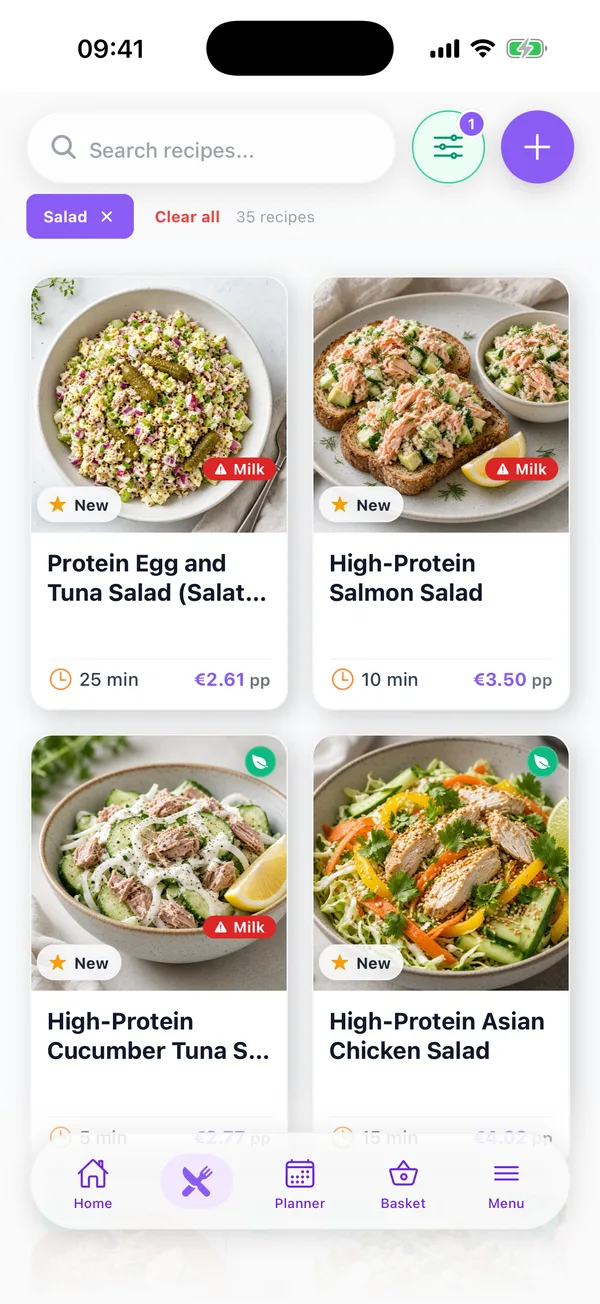 09:41
Search recipes...
1
Salad ×
Clear all
35 recipes
Milk
New
Protein Egg and
Tuna Salad (Salat...
25 min
€2.61 pp
Milk
New
High-Protein
Salmon Salad
10 min
€3.50 pp
Milk
New
High-Protein
Cucumber Tuna S...
5 min
€2.77 pp
New
High-Protein Asian
Chicken Salad
15 min
€4.02 pp
Home
Planner
Basket
Menu